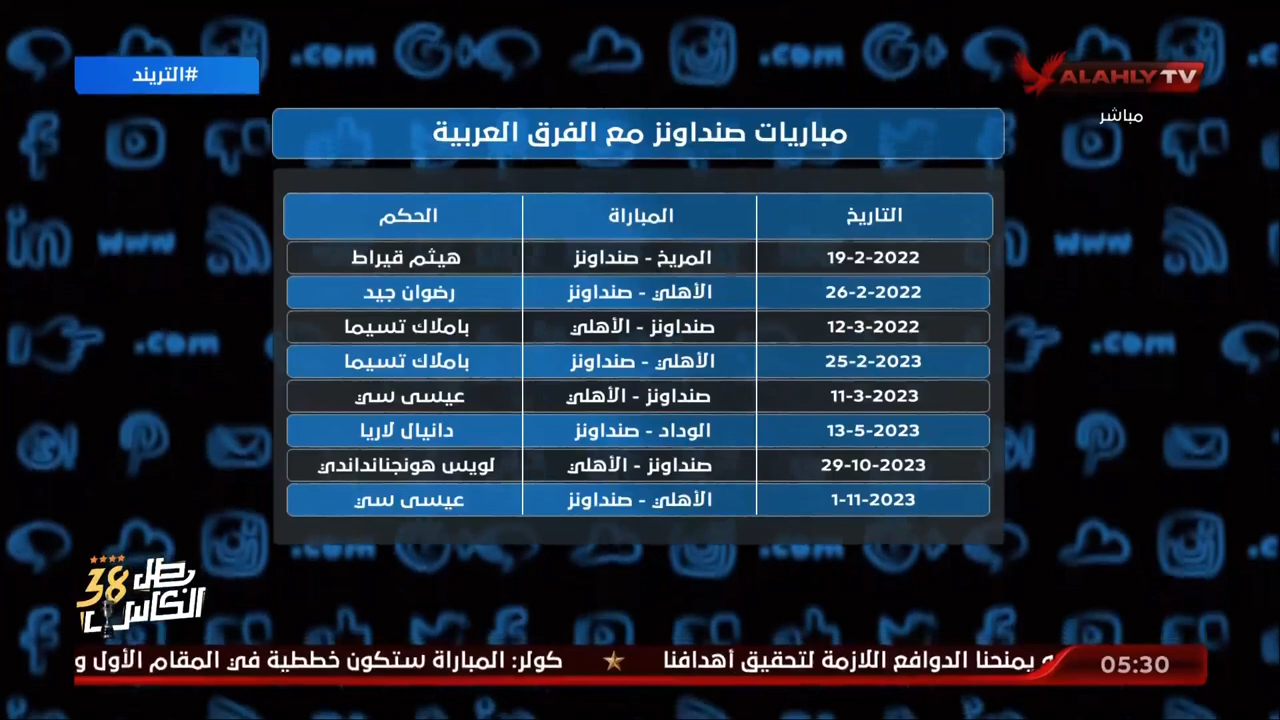 #التريند
ALAHLY TV
مباشر
مباريات صنداونز مع الفرق العربية
التاريخ المباراة الحكم
19-2-2022 المريخ - صنداونز هيثم قيراط
26-2-2022 الأهلي - صنداونز رضوان جيد
12-3-2022 صنداونز - الأهلي باملاك تسيما
25-2-2023 الأهلي - صنداونز باملاك تسيما
11-3-2023 صنداونز - الأهلي عيسى سي
13-5-2023 الوداد - صنداونز دانيال لاريا
29-10-2023 صنداونز - الأهلي لويس هونجنانداني
1-11-2023 الأهلي - صنداونز عيسى سي
بطل 38
الكاس
05:30 يمنحنا الدوافع اللازمة لتحقيق أهدافنا ★ كولر: المباراة ستكون خططية في المقام الأول و